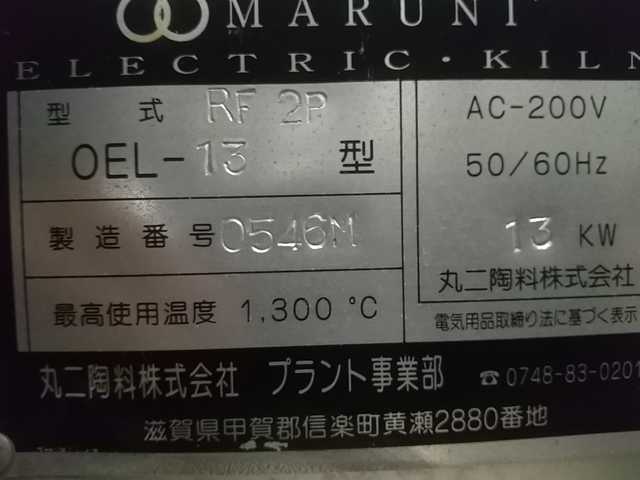 MARUNI
ELECTRIC・KILN
型式 RF 2P
OEL-13 型
製造番号 0546M
最高使用温度 1,300 ℃
AC-200V
50/60Hz
13 KW
丸二陶料株式会社
電気用品取締り法に基づく表示
丸二陶料株式会社 プラント事業部 ☎0748-83-0201
滋賀県甲賀郡信楽町黄瀬2880番地